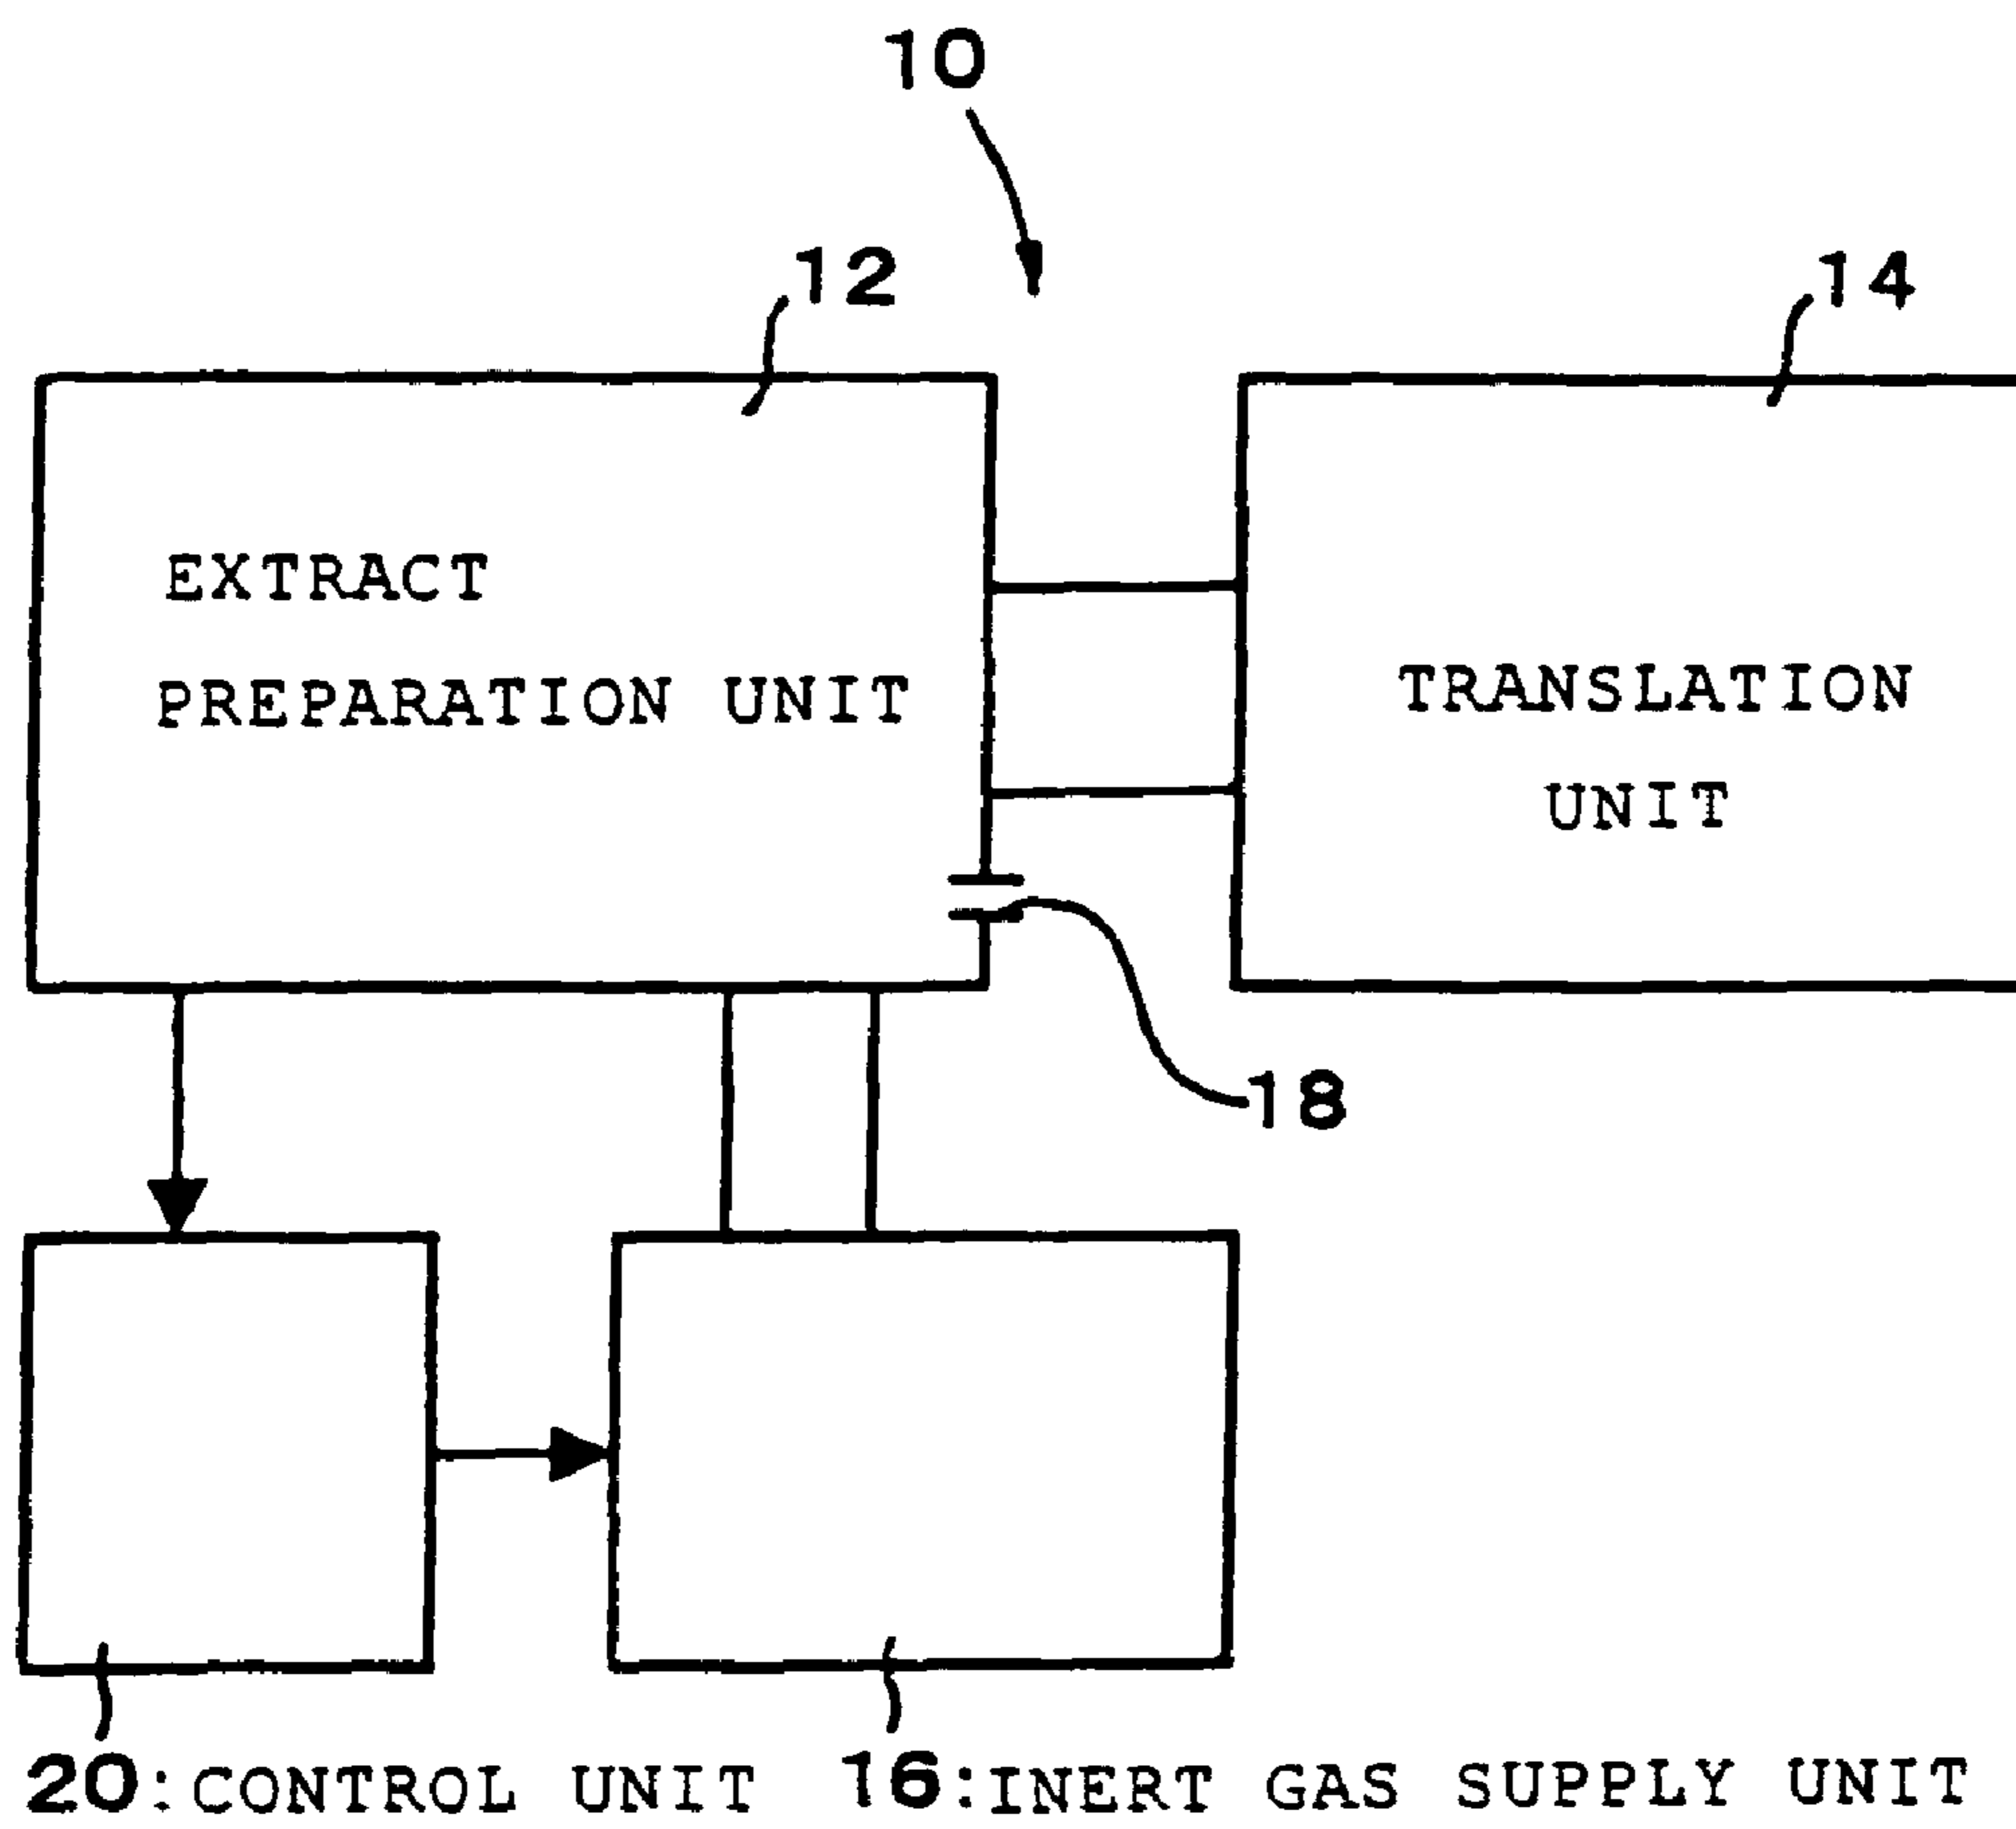 10
12
14
EXTRACT
PREPARATION UNIT
TRANSLATION
UNIT
18
20:CONTROL UNIT
16:INERT GAS SUPPLY UNIT